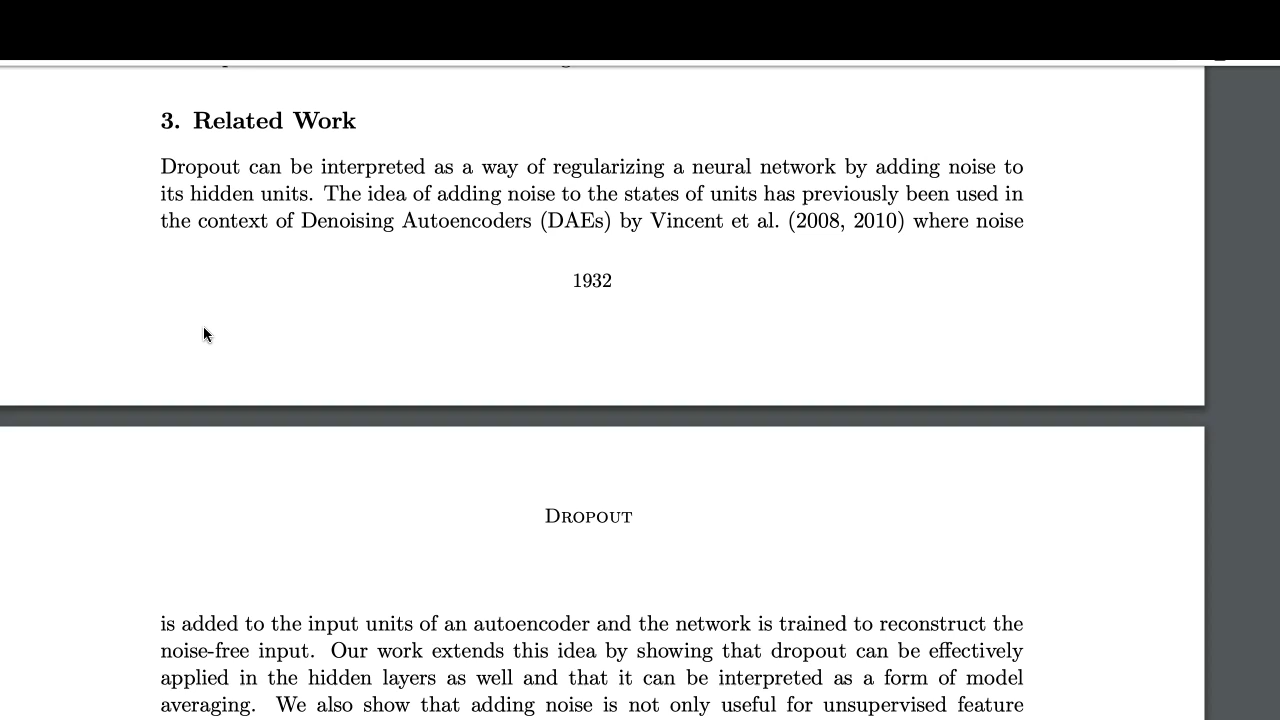 3. Related Work
Dropout can be interpreted as a way of regularizing a neural network by adding noise to
its hidden units. The idea of adding noise to the states of units has previously been used in
the context of Denoising Autoencoders (DAEs) by Vincent et al. (2008, 2010) where noise
1932
Dropout
is added to the input units of an autoencoder and the network is trained to reconstruct the
noise-free input. Our work extends this idea by showing that dropout can be effectively
applied in the hidden layers as well and that it can be interpreted as a form of model
averaging. We also show that adding noise is not only useful for unsupervised feature